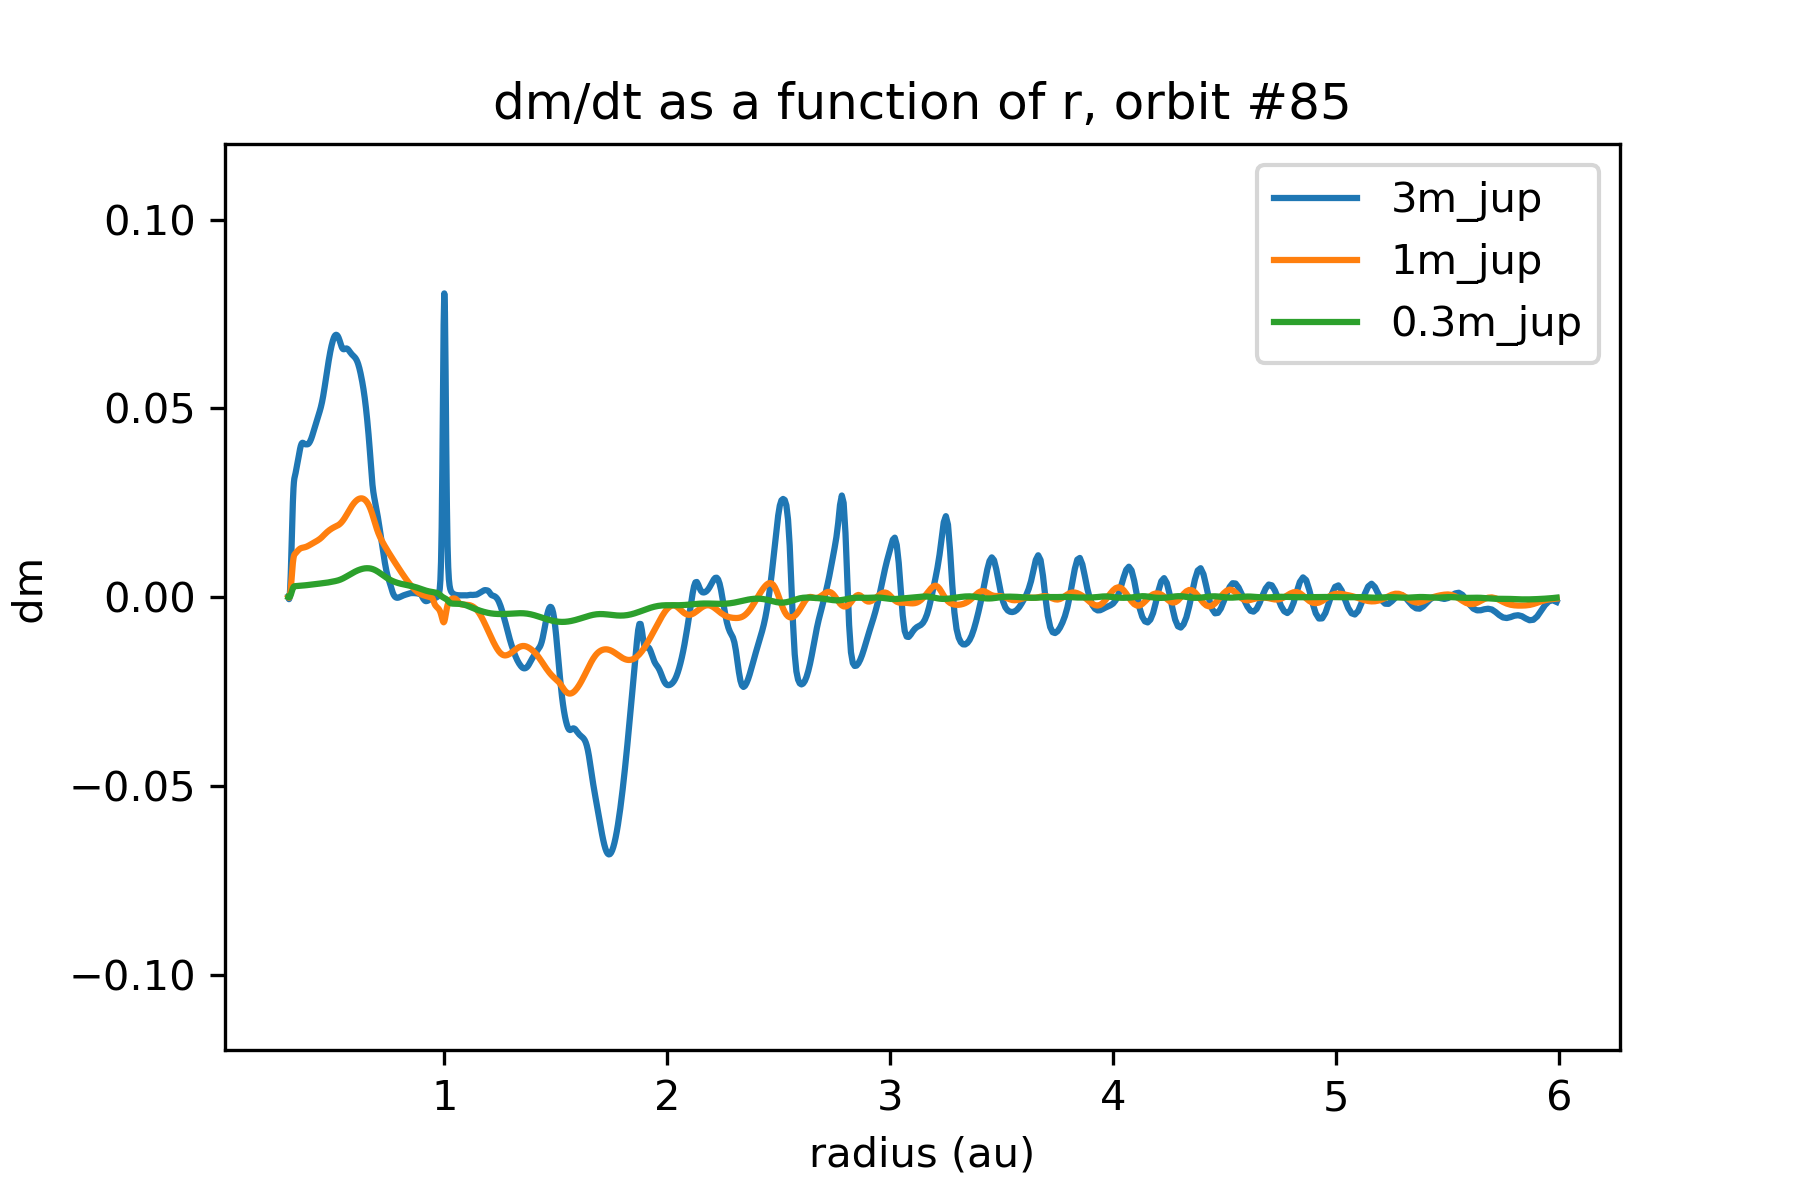 dm/dt as a function of r, orbit #85
3m_jup
1m_jup
0.3m_jup
0.10
0.05
0.00
−0.05
−0.10
dm
1 2 3 4 5 6
radius (au)